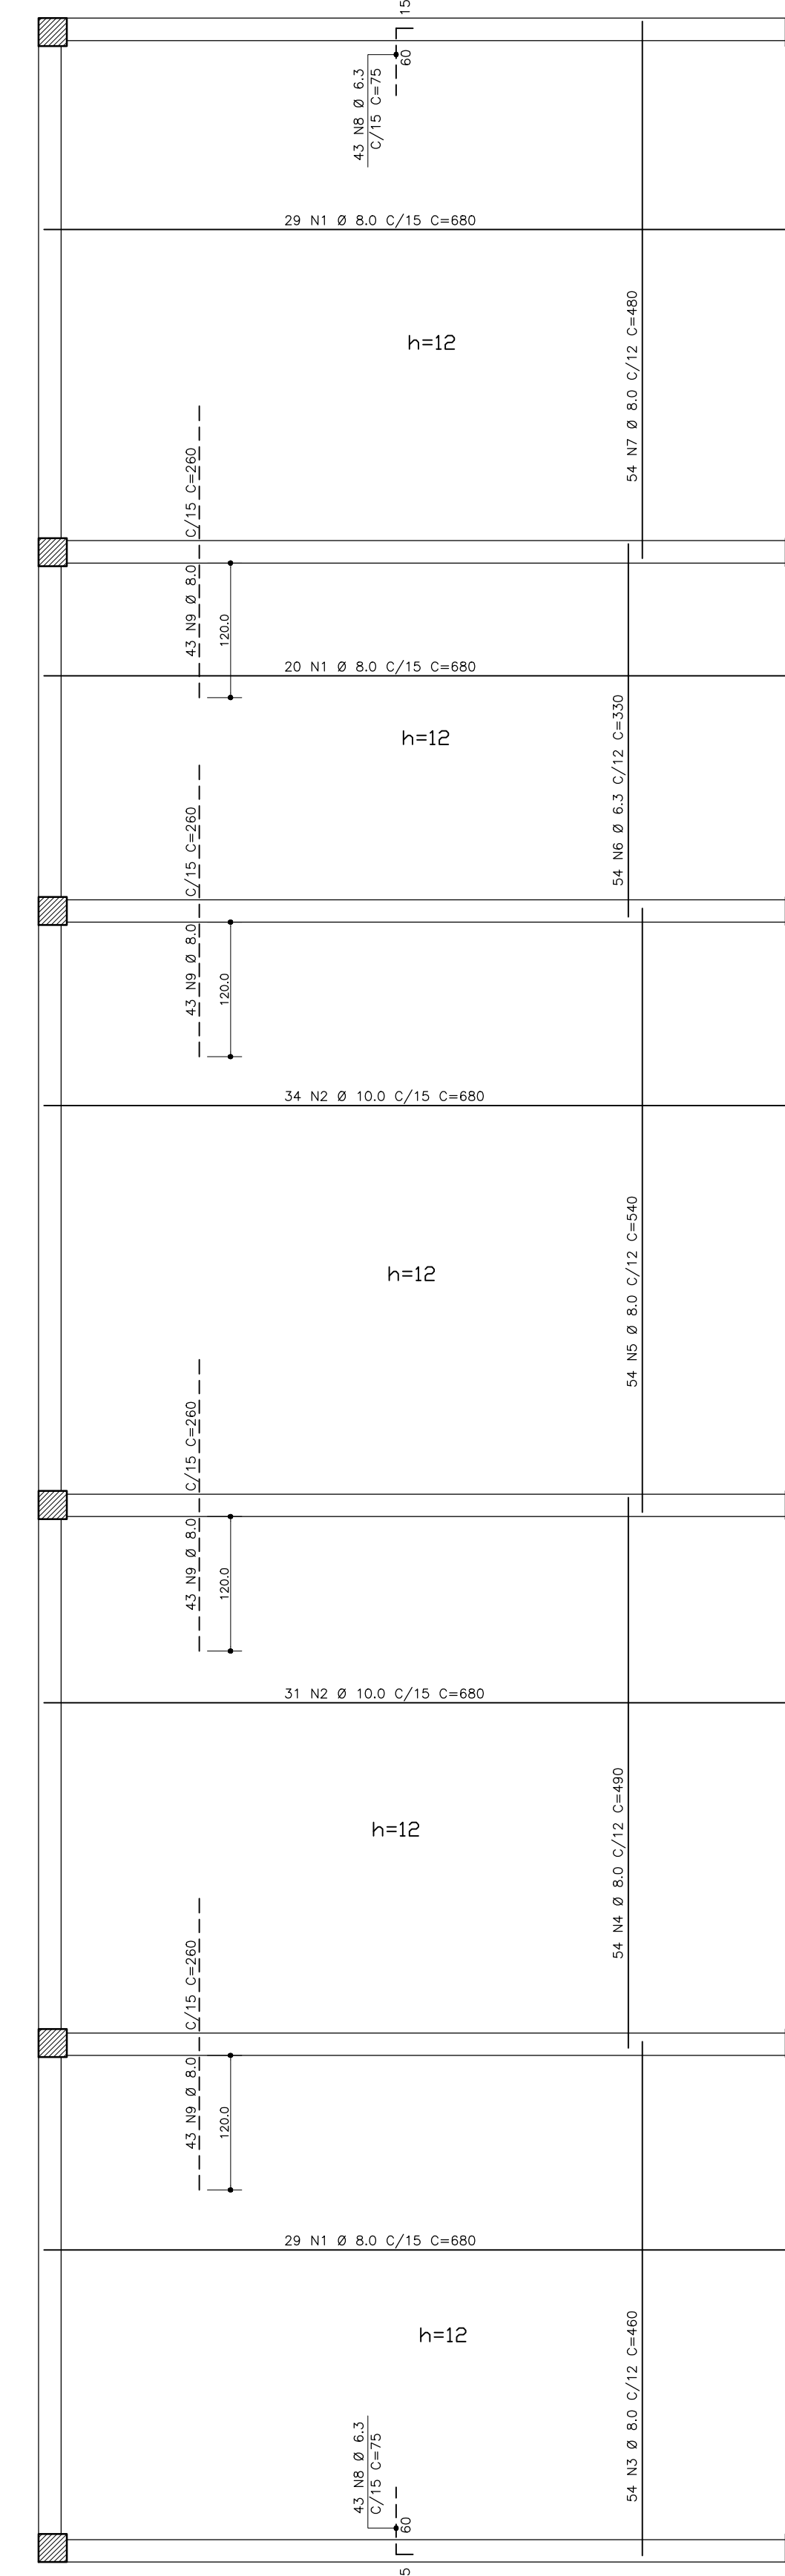 15
60
43 N8 Ø 6.3
C/15 C=75
29 N1 Ø 8.0 C/15 C=680
54 N7 Ø 8.0 C/12 C=480
h=12
43 N9 Ø 8.0 C/15 C=260
120.0
20 N1 Ø 8.0 C/15 C=680
54 N6 Ø 6.3 C/12 C=330
h=12
43 N9 Ø 8.0 C/15 C=260
120.0
34 N2 Ø 10.0 C/15 C=680
54 N5 Ø 8.0 C/12 C=540
h=12
43 N9 Ø 8.0 C/15 C=260
120.0
31 N2 Ø 10.0 C/15 C=680
54 N4 Ø 8.0 C/12 C=490
h=12
43 N9 Ø 8.0 C/15 C=260
120.0
29 N1 Ø 8.0 C/15 C=680
54 N3 Ø 8.0 C/12 C=460
h=12
43 N8 Ø 6.3
C/15 C=75
60
5